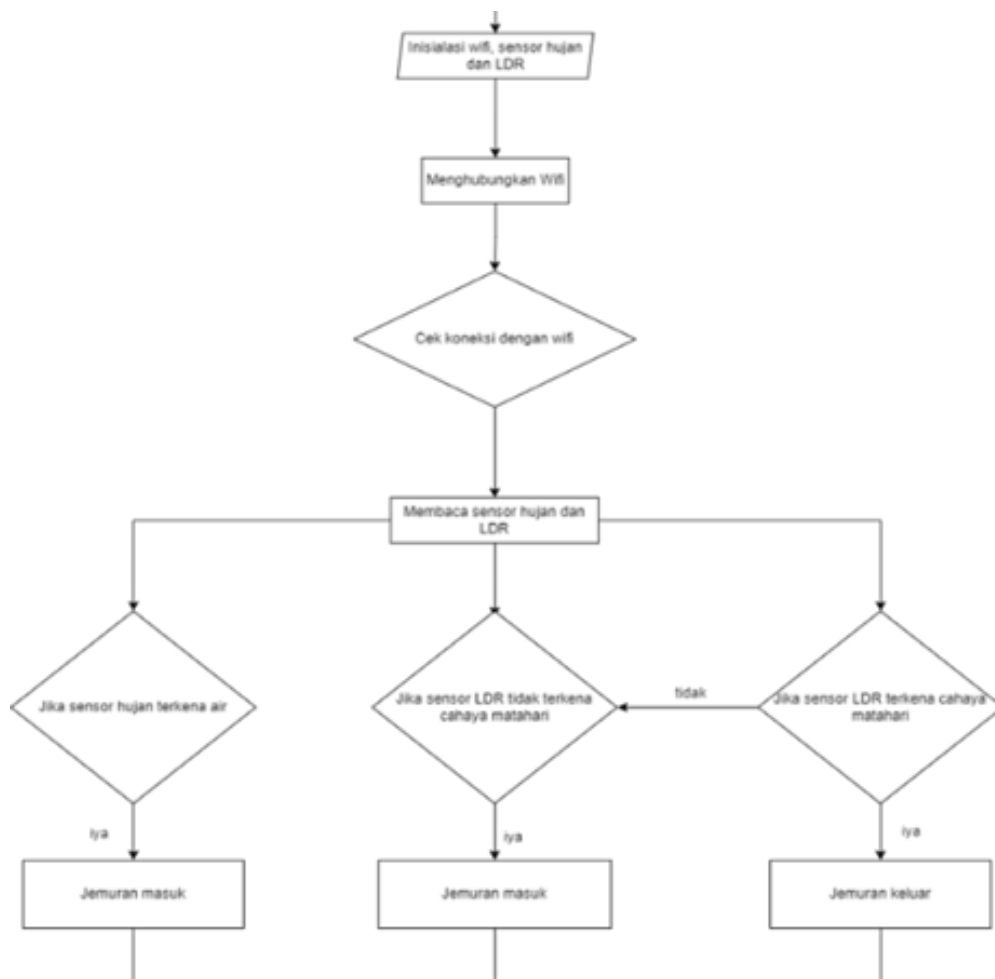 Inisialasi wifi, sensor hujan
dan LDR
Menghubungkan Wifi
Cek koneksi dengan wifi
Membaca sensor hujan dan
LDR
Jika sensor hujan terkena air
Jika sensor LDR tidak terkena
cahaya matahari
tidak
Jika sensor LDR terkena cahaya
matahari
iya
iya
iya
Jemuran masuk
Jemuran masuk
Jemuran keluar